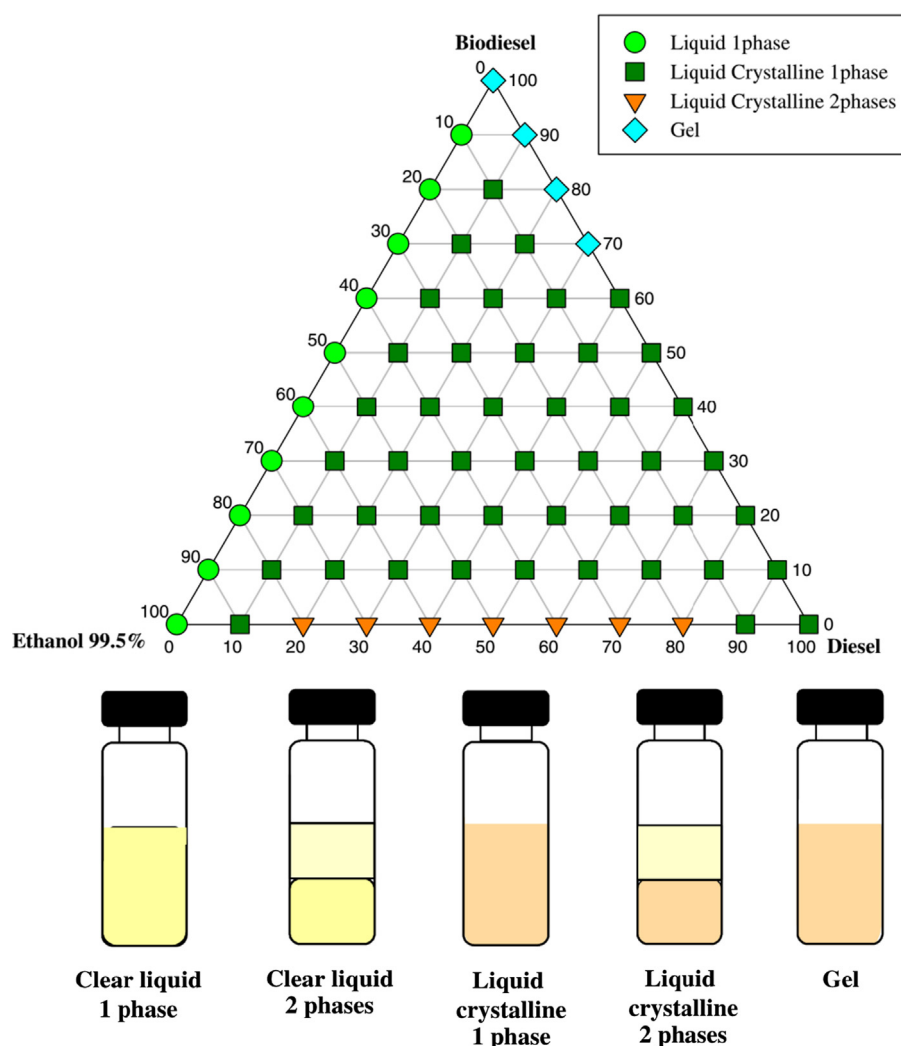 Biodiesel
Liquid 1phase
Liquid Crystalline 1phase
Liquid Crystalline 2phases
Gel
0 100
10 90
20 80
30 70
40 60
50 50
60 40
70 30
80 20
90 10
100 0
Ethanol 99.5% Diesel
0 10 20 30 40 50 60 70 80 90 100
Clear liquid
1 phase
Clear liquid
2 phases
Liquid
crystalline
1 phase
Liquid
crystalline
2 phases
Gel